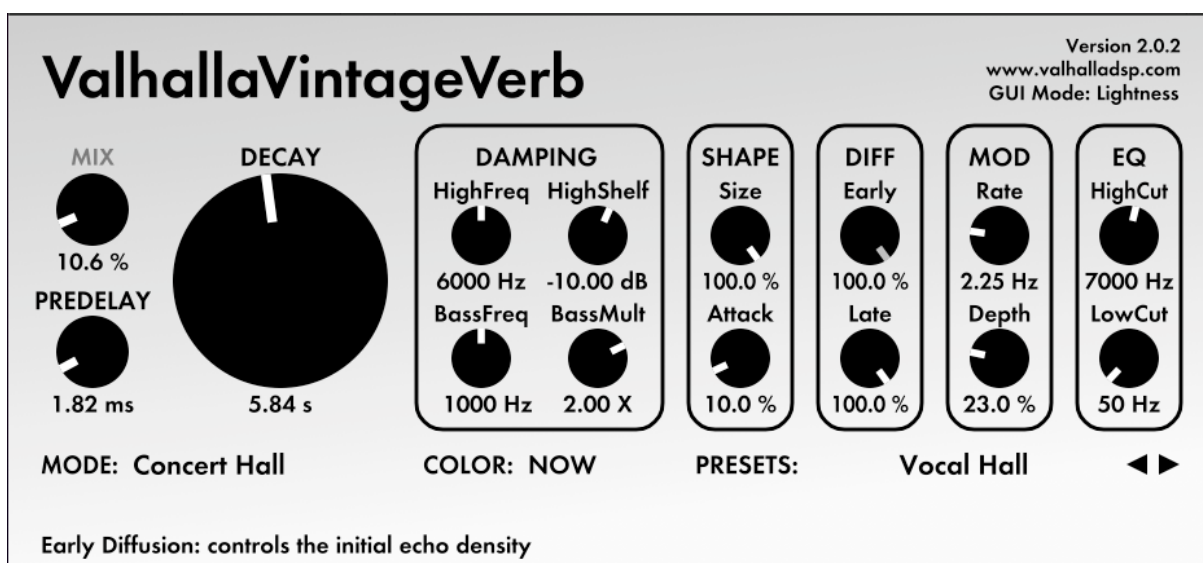 ValhallaVintageVerb
Version 2.0.2
www.valhalladsp.com
GUI Mode: Lightness
MIX
10.6 %
PREDELAY
1.82 ms
DECAY
5.84 s
DAMPING
HighFreq HighShelf
6000 Hz -10.00 dB
BassFreq BassMult
1000 Hz 2.00 X
SHAPE
Size
100.0 %
Attack
10.0 %
DIFF
Early
100.0 %
Late
100.0 %
MOD
Rate
2.25 Hz
Depth
23.0 %
EQ
HighCut
7000 Hz
LowCut
50 Hz
MODE: Concert Hall COLOR: NOW PRESETS: Vocal Hall
Early Diffusion: controls the initial echo density